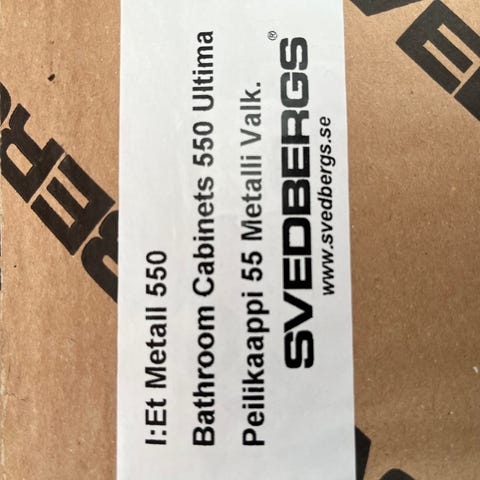 I:Et Metall 550
Bathroom Cabinets 550 Ultima
Peilikaappi 55 Metalli Valk.
SVEDBERGS®
www.svedbergs.se